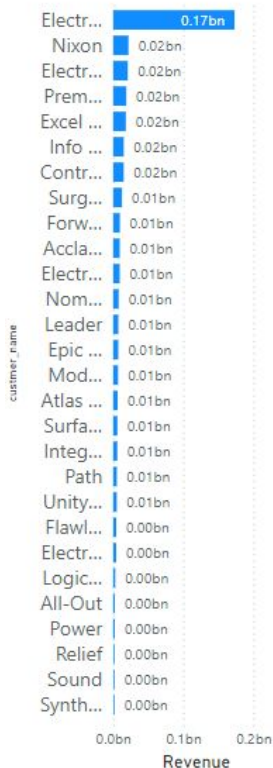 Electr... 0.17bn
Nixon 0.02bn
Electr... 0.02bn
Prem... 0.02bn
Excel ... 0.02bn
Info ... 0.02bn
Contr... 0.02bn
Surg... 0.01bn
Forw... 0.01bn
Accla... 0.01bn
Electr... 0.01bn
Nom... 0.01bn
Leader 0.01bn
Epic ... 0.01bn
Mod... 0.01bn
Atlas ... 0.01bn
Surfa... 0.01bn
Integ... 0.01bn
Path 0.01bn
Unity... 0.01bn
Flawl... 0.00bn
Electr... 0.00bn
Logic... 0.00bn
All-Out 0.00bn
Power 0.00bn
Relief 0.00bn
Sound 0.00bn
Synth... 0.00bn
custmer_name
0.0bn 0.1bn 0.2bn
Revenue